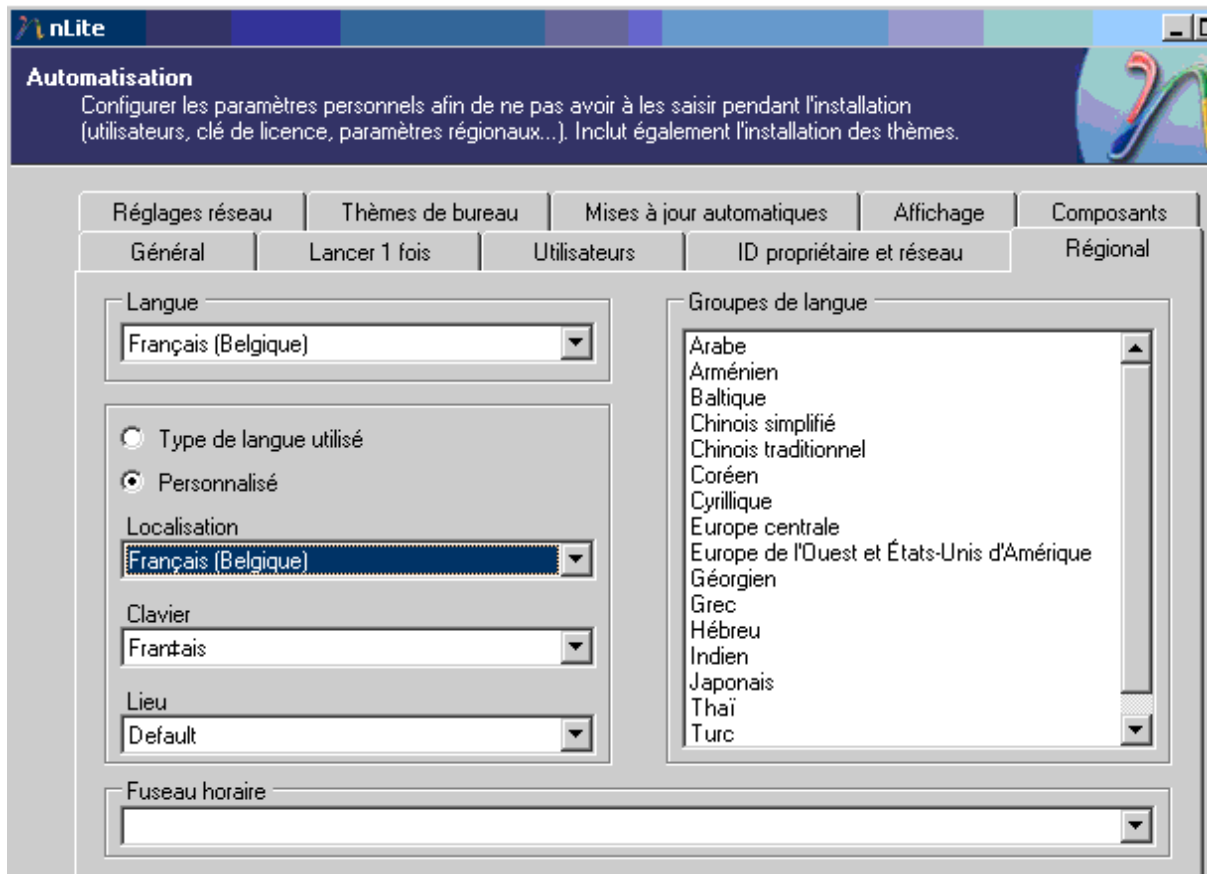 nLite
Automatisation
Configurer les paramètres personnels afin de ne pas avoir à les saisir pendant l'installation
(utilisateurs, clé de licence, paramètres régionaux...). Inclut également l'installation des thèmes.
Réglages réseau
Thèmes de bureau
Mises à jour automatiques
Affichage
Composants
Général
Lancer 1 fois
Utilisateurs
ID propriétaire et réseau
Régional
Langue
Français (Belgique)
Type de langue utilisé
Personnalisé
Localisation
Français (Belgique)
Clavier
Fran‡ais
Lieu
Default
Groupes de langue
Arabe
Arménien
Baltique
Chinois simplifié
Chinois traditionnel
Coréen
Cyrillique
Europe centrale
Europe de l'Ouest et États-Unis d'Amérique
Géorgien
Grec
Hébreu
Indien
Japonais
Thaï
Turc
Fuseau horaire